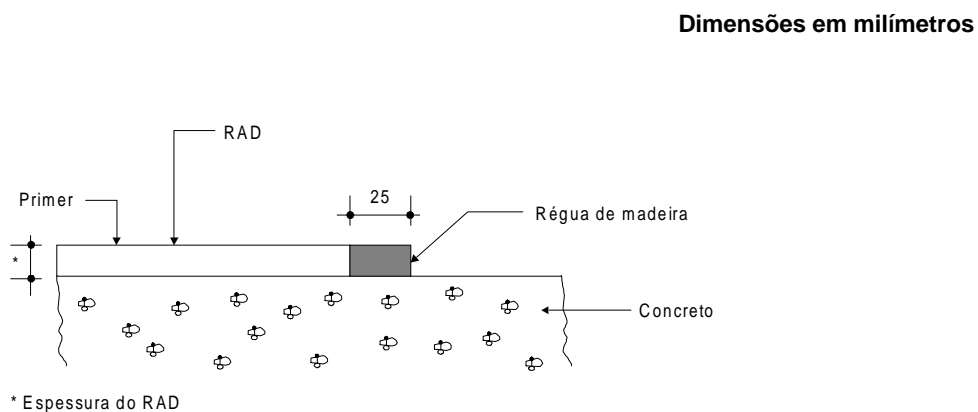 Dimensões em milímetros
RAD
Primer
25
Régua de madeira
*
Concreto
* Espessura do RAD